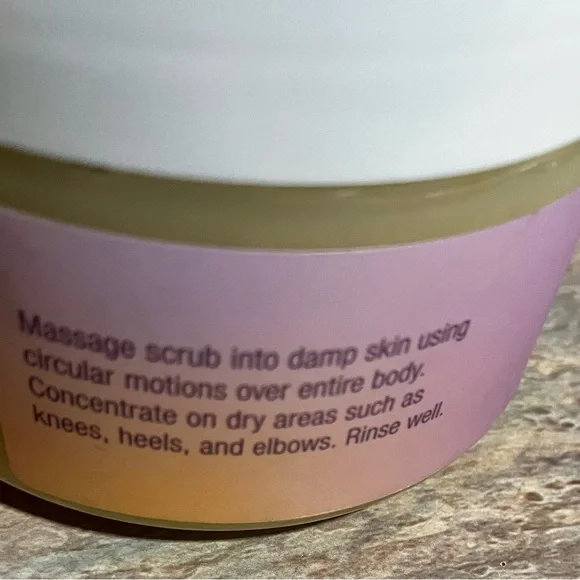 Massage scrub into damp skin using
circular motions over entire body.
Concentrate on dry areas such as
knees, heels, and elbows. Rinse well.